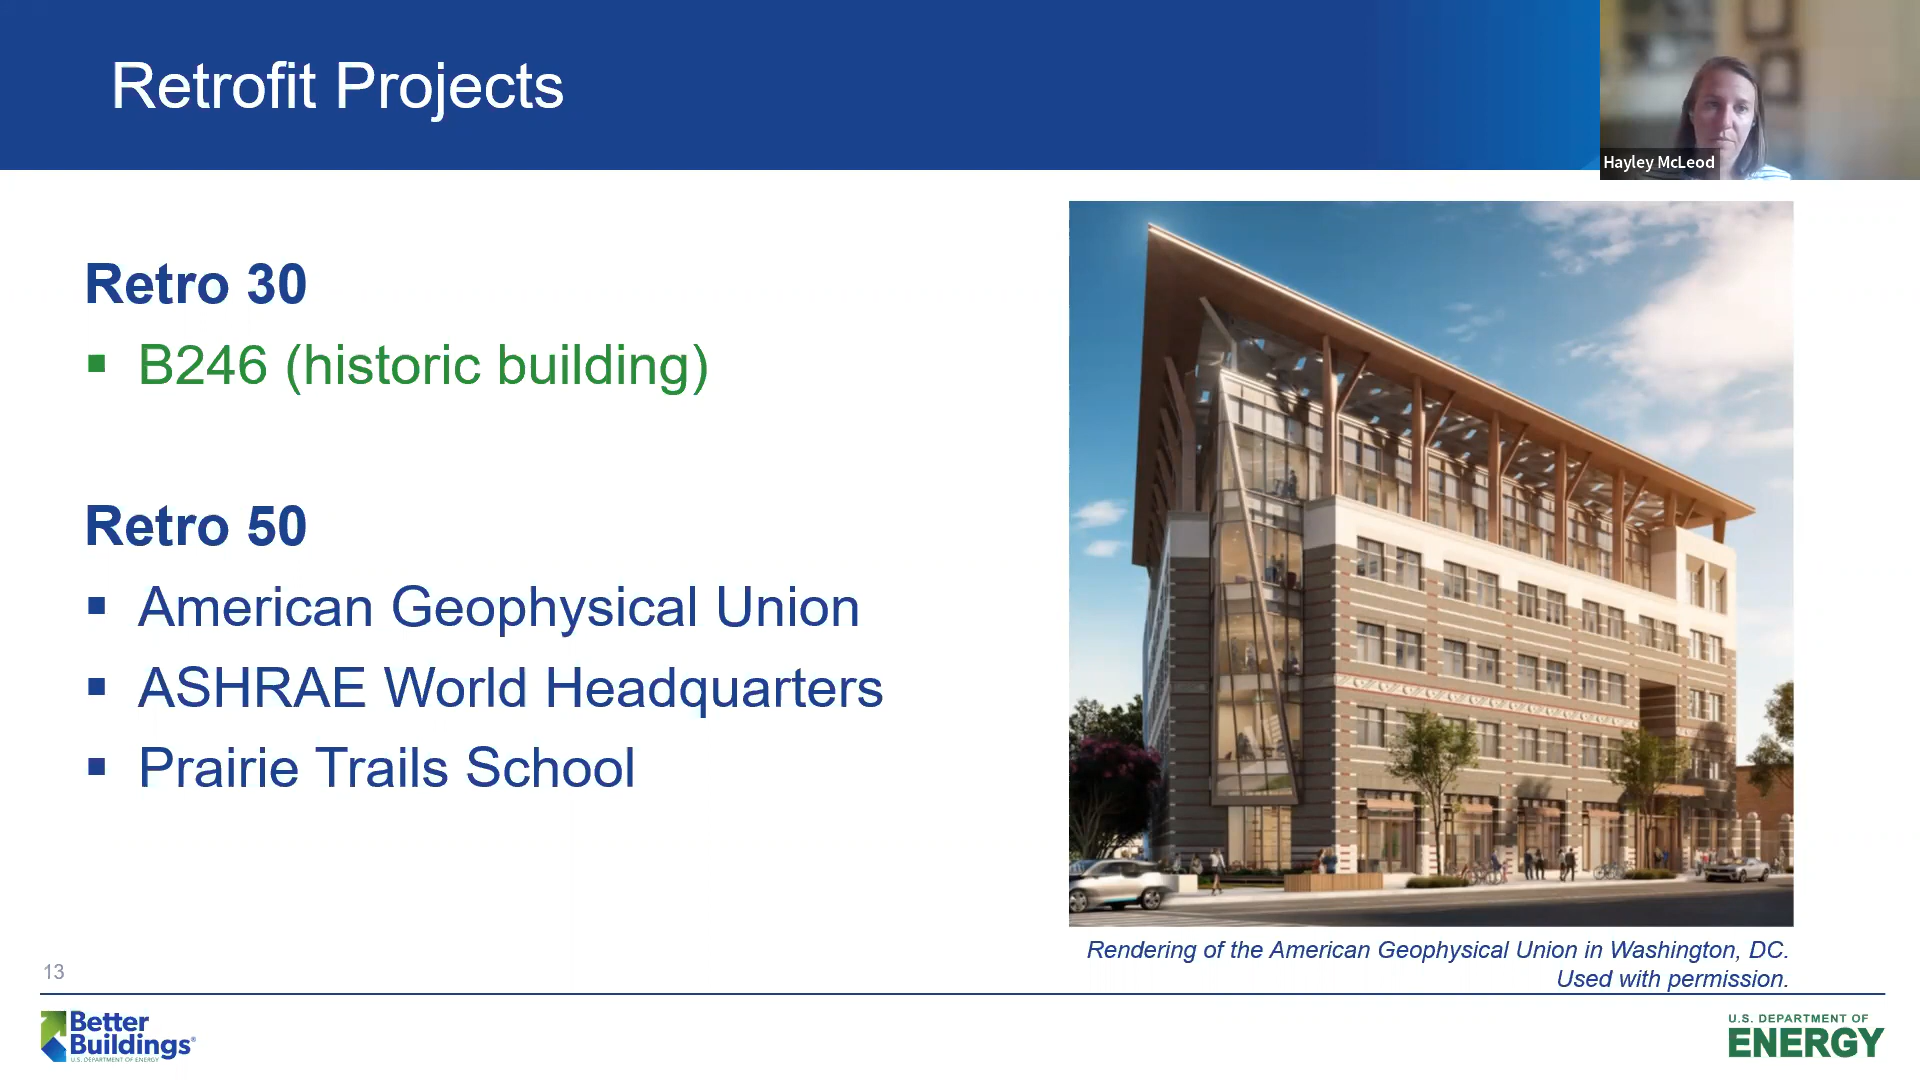 Retrofit Projects
Hayley McLeod
Retro 30
▪ B246 (historic building)
Retro 50
▪ American Geophysical Union
▪ ASHRAE World Headquarters
▪ Prairie Trails School
Rendering of the American Geophysical Union in Washington, DC.
Used with permission.
13
Better
Buildings®
U.S. DEPARTMENT OF ENERGY
U.S. DEPARTMENT OF
ENERGY